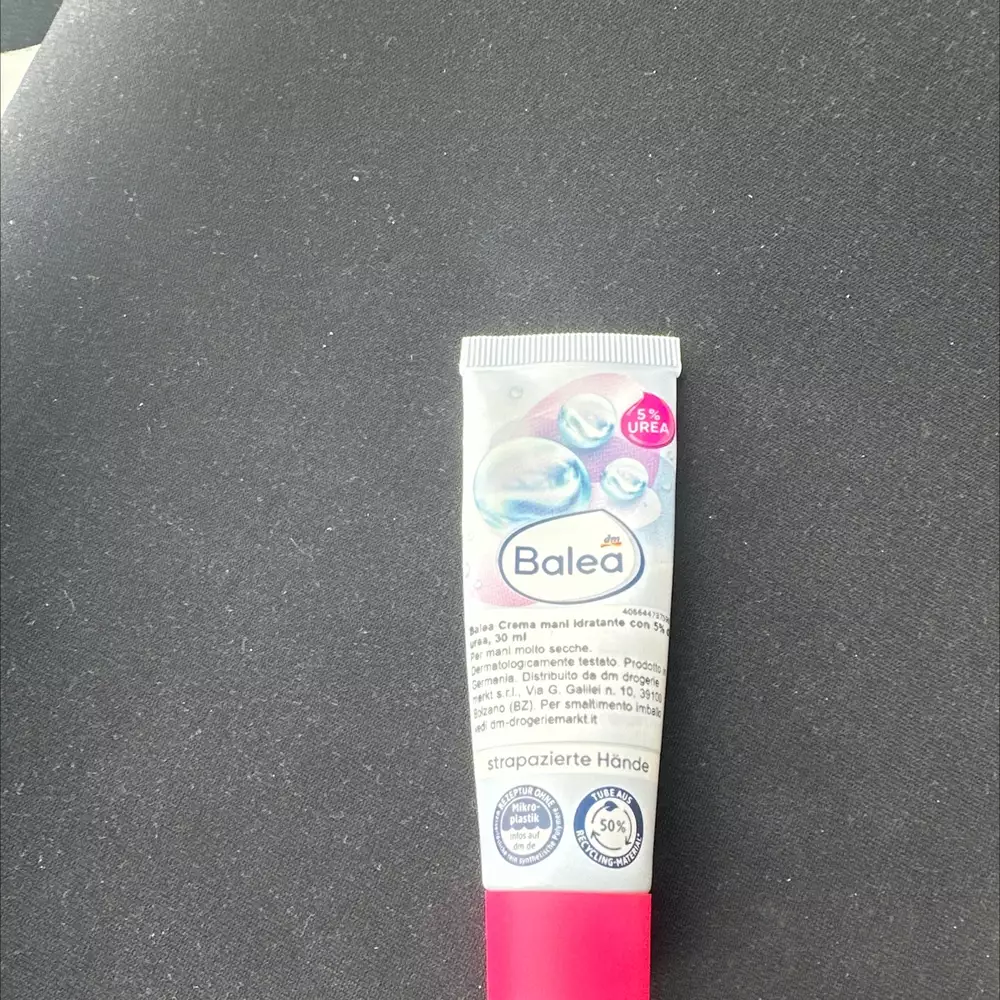 5%
UREA
dm
Balea
Balea Crema mani idratante con 5%
urea, 30 ml
Per mani molto secche.
Dermatologicamente testato. Prodotto in
Germania. Distribuito da dm drogerie
markt s.r.l., Via G. Galilei n. 10, 39100
Bolzano (BZ). Per smaltimento
vedi dm-drogeriemarkt.it
strapazierte Hände
REZEPTUR OHNE
Mikro-
plastik
infos auf
dm.de
TUBE AUS
50%
RECYCLING-MATERIAL